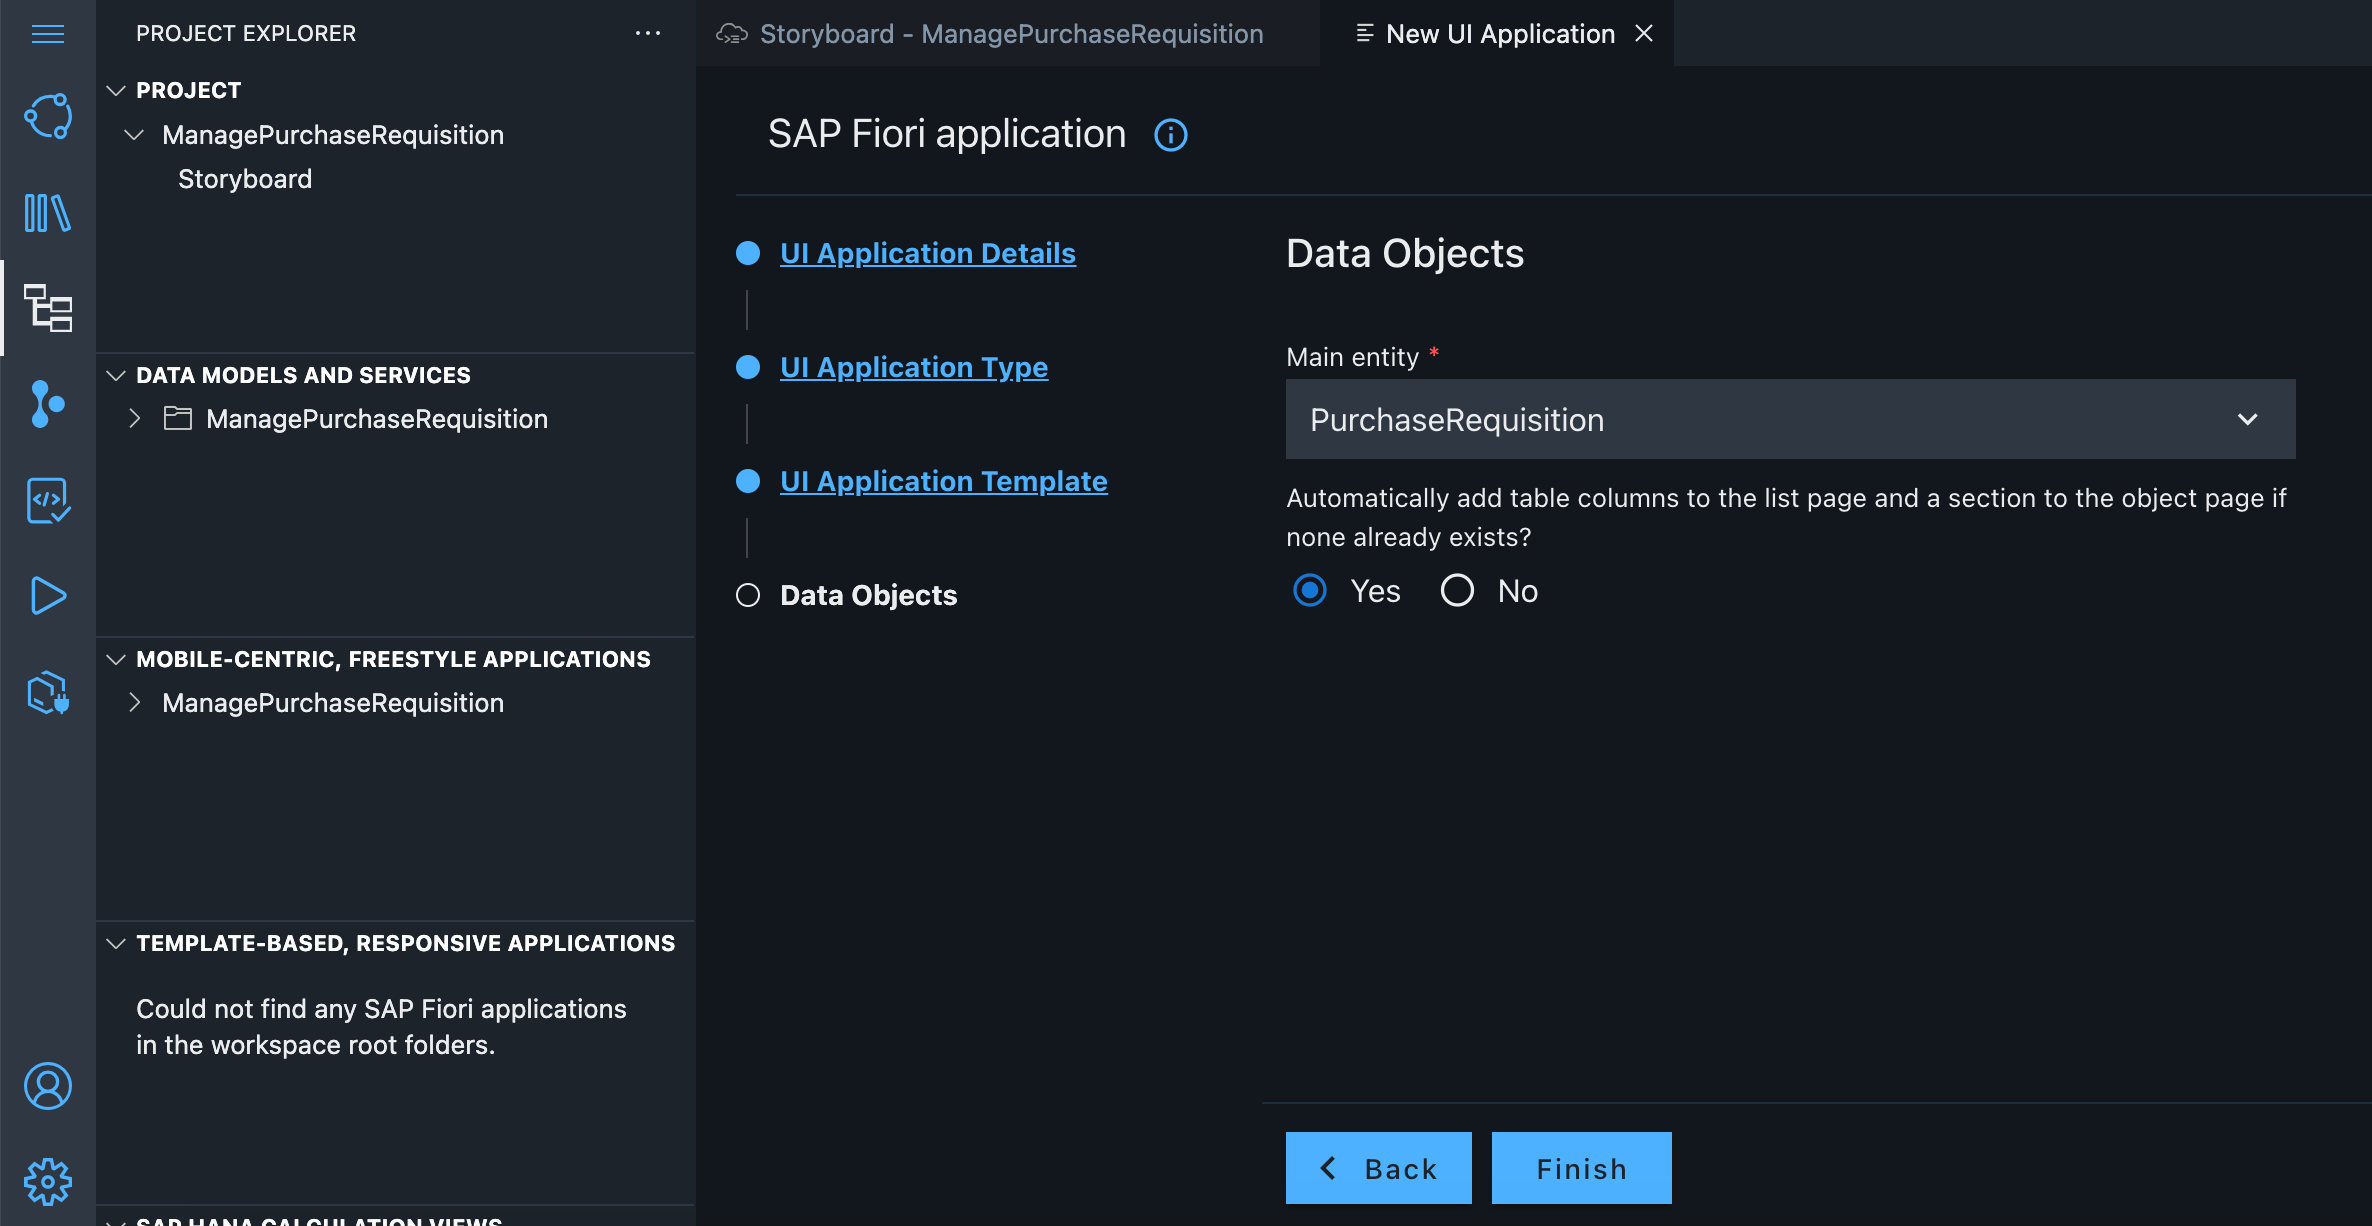 PROJECT EXPLORER
PROJECT
ManagePurchaseRequisition
Storyboard
DATA MODELS AND SERVICES
ManagePurchaseRequisition
MOBILE-CENTRIC, FREESTYLE APPLICATIONS
ManagePurchaseRequisition
TEMPLATE-BASED, RESPONSIVE APPLICATIONS
Could not find any SAP Fiori applications
in the workspace root folders.
SAP HANA CALCULATION VIEWS
Storyboard - ManagePurchaseRequisition
New UI Application
SAP Fiori application
UI Application Details
UI Application Type
UI Application Template
Data Objects
Data Objects
Main entity *
PurchaseRequisition
Automatically add table columns to the list page and a section to the object page if
none already exists?
Yes No
Back Finish